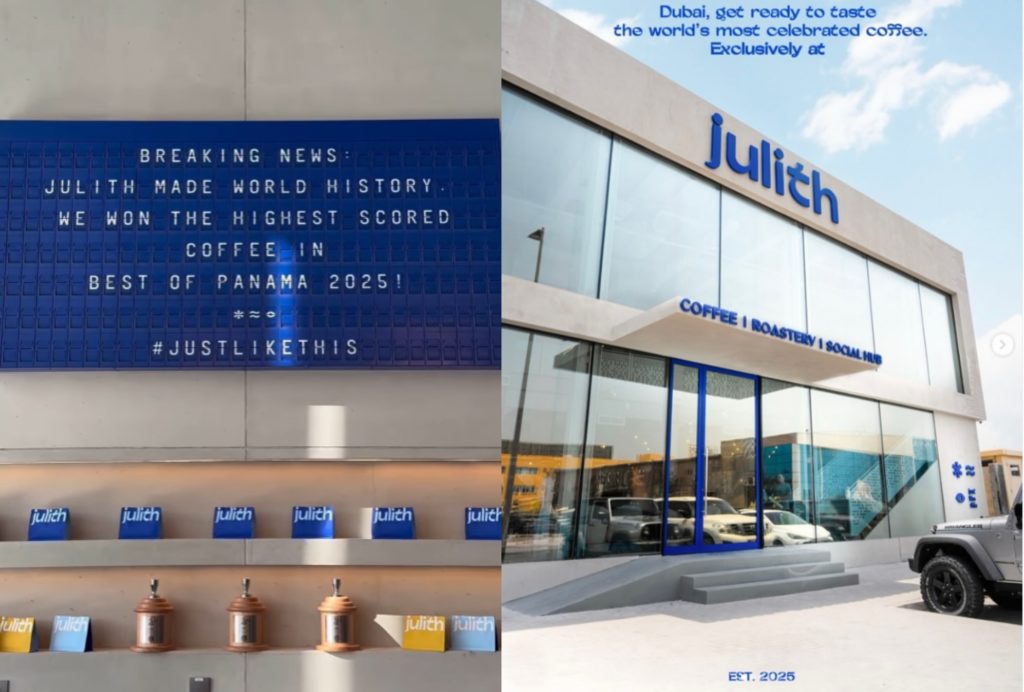 BREAKING NEWS:
JULITH MADE WORLD HISTORY.
WE WON THE HIGHEST SCORED
COFFEE IN
BEST OF PANAMA 2025!
*≈
#JUSTLIKETHIS
julith
julith
julith
julith
julith
julith
julith
julith
julith
julith
Dubai, get ready to taste
the world's most celebrated coffee.
Exclusively at
julith
COFFEE | ROASTERY | SOCIAL HUB
WRANGLER
EST. 2025